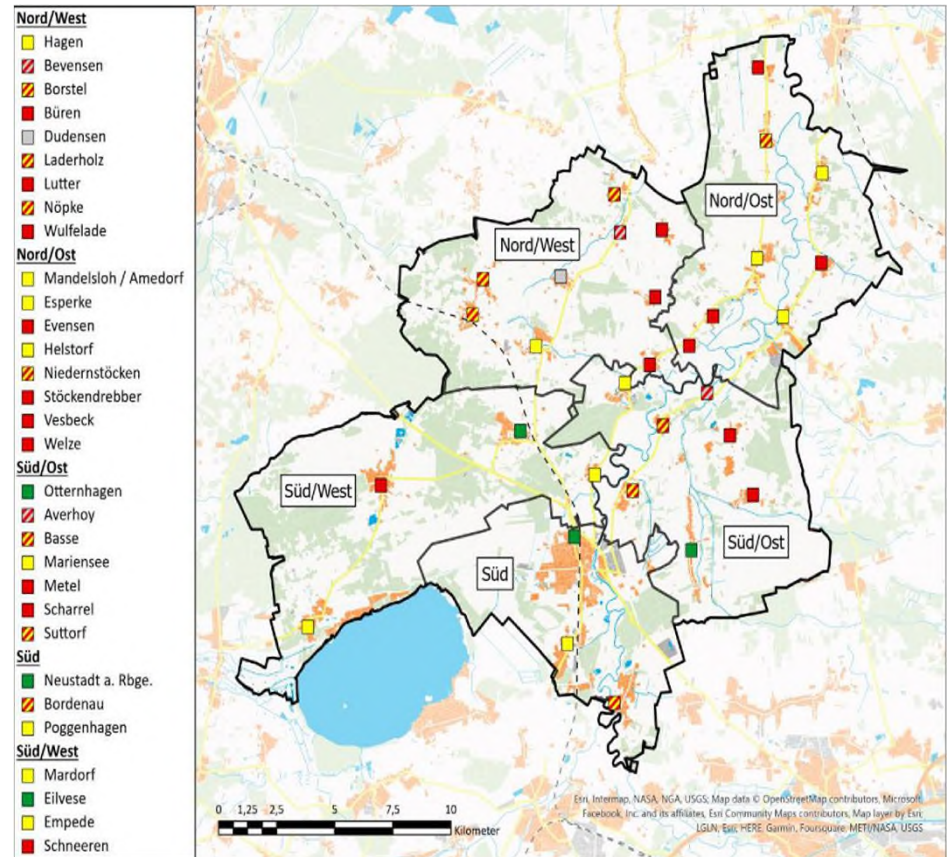 Nord/West
Hagen
Bevensen
Borstel
Büren
Dudensen
Laderholz
Lutter
Nöpke
Wulfelade
Nord/Ost
Mandelsloh / Amedorf
Esperke
Evensen
Helstorf
Niedernstöcken
Stöckendrebber
Vesbeck
Welze
Süd/Ost
Otternhagen
Averhoy
Basse
Mariensee
Metel
Scharrel
Suttorf
Süd
Neustadt a. Rbge.
Bordenau
Poggenhagen
Süd/West
Mardorf
Eilvese
Empede
Schneeren
Nord/Ost
Nord/West
Süd/West
Süd/Ost
Süd
0 1,25 2,5 5 7,5 10
Kilometer
Esri, Intermap, NASA, NGA, USGS; Map data © OpenStreetMap contributors, Microsoft,
Facebook, Inc. and its affiliates, Esri Community Maps contributors, Map layer by Esri;
LGLN, Esri, HERE, Garmin, Foursquare, METI/NASA, USGS